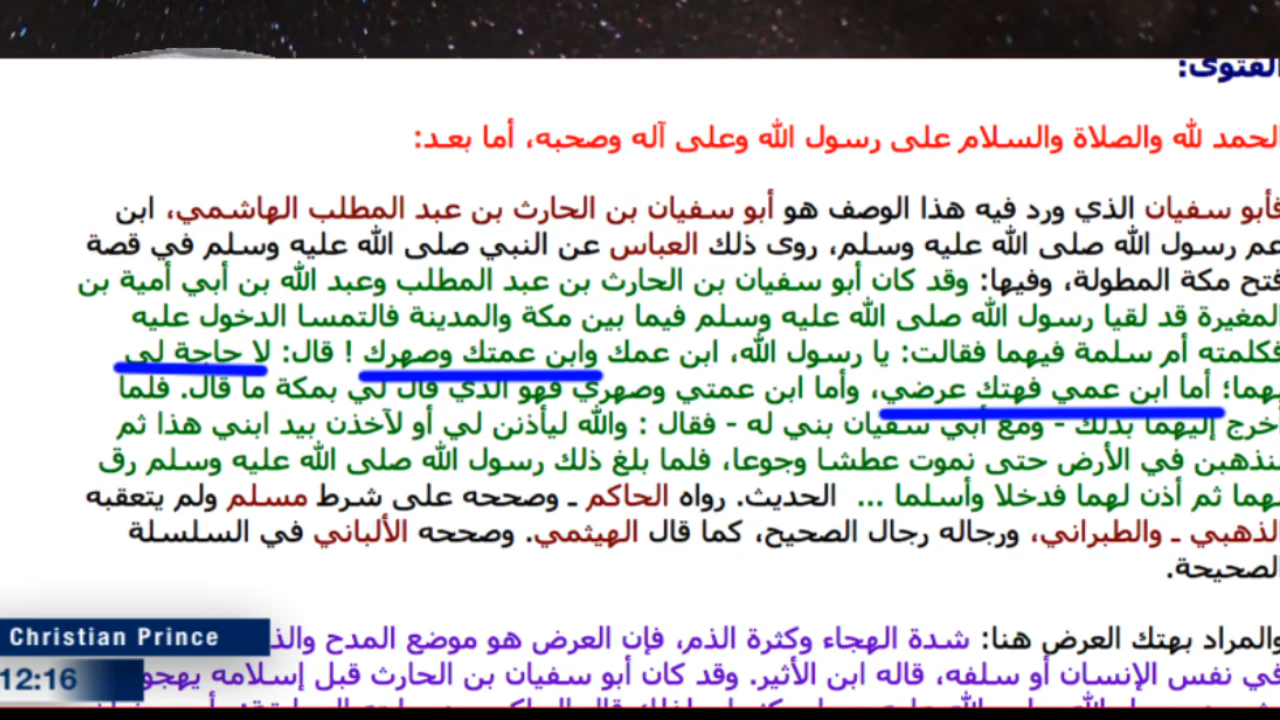 الفتوى:
الحمد لله والصلاة والسلام على رسول الله وعلى آله وصحبه، أما بعـد:
فأبو سفيان الذي ورد فيه هذا الوصف هو أبو سـفيان بن الحارث بن عبد المطلب الهاشـمي، ابن
عم رسول الله صلى الله عليه وسلم، روى ذلك العباس عن النبي صلى الله عليه وسلم في قصة
فتح مكة المطولة، وفيها: وقد كان أبو سفيان بن الحارث بن عبد المطلب وعبد الله بن أبي أمية بن
المغيرة قد لقيا رسول الله صلى الله عليه وسلم فيما بين مكة والمدينة فالتمسا الدخول عليه
فكلمته أم سلمة فيهما فقالت: يا رسول الله، ابن عمك وابن عمتك وصهرك ! قال: لا حاجة لي
بهما؛ أما ابن عمي فهتك عرضي، وأما ابن عمتي وصهري فهو الذي قال لي بمكة ما قال. فلما
أخرج إليهما بذلك - ومع أبي سفيان بني له - فقال : والله ليأذنن لي أو لآخذن بيد ابني هذا ثم
لنذهبن في الأرض حتى نموت عطشا وجوعا، فلما بلغ ذلك رسول الله صلى الله عليه وسلم رق
لهما ثم أذن لهما فدخلا وأسلما ... الحديث. رواه الحاكم ـ وصححه على شرط مسلم ولم يتعقبه
الذهبي ـ والطبراني، ورجاله رجال الصحيح، كما قال الهيثمي. وصححه الألباني في السلسلة
الصحيحة.
والمراد بهتك العرض هنا: شدة الهجاء وكثرة الذم، فإن العرض هو موضع المدح
في نفس الإنسان أو سلفه، قاله ابن الأثير. وقد كان أبو سفيان بن الحارث قبل إسلامه
Christian Prince
12:16